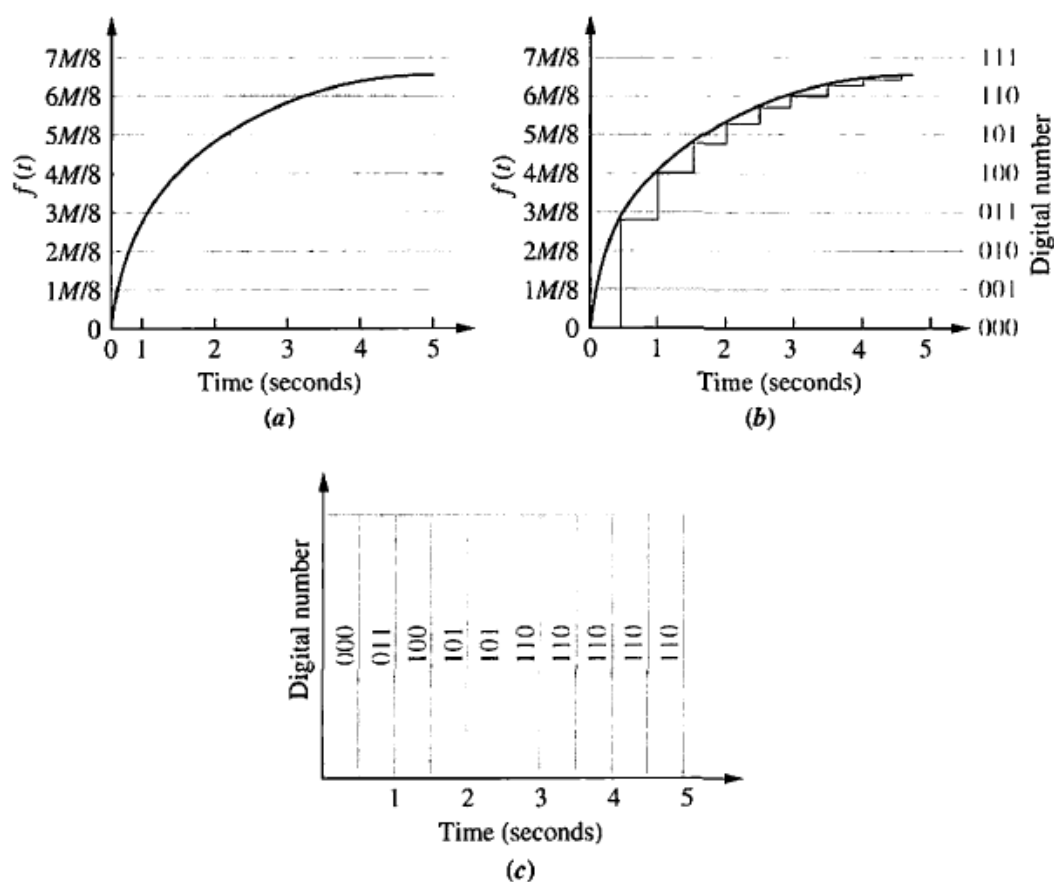 f(t)
7M/8
6M/8
5M/8
4M/8
3M/8
2M/8
1M/8
0
0 1 2 3 4 5
Time (seconds)
(a)
f(t)
7M/8
6M/8
5M/8
4M/8
3M/8
2M/8
1M/8
0
0 1 2 3 4 5
Time (seconds)
(b)
111
110
101
100
011
010
001
000
Digital number
Digital number
000 011 100 101 101 110 110 110 110 110
1 2 3 4 5
Time (seconds)
(c)